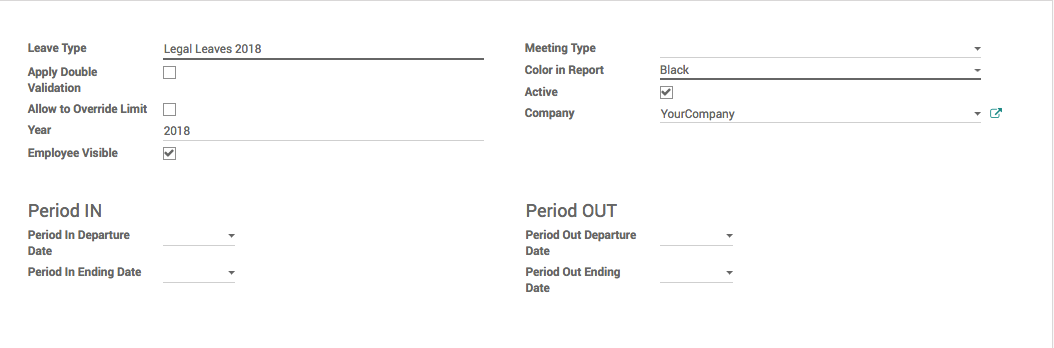 Leave Type Legal Leaves 2018 Meeting Type
Apply Double Color in Report Black
Validation
Active
Allow to Override Limit
Company YourCompany
Year 2018
Employee Visible
Period IN Period OUT
Period In Departure Period Out Departure
Date Date
Period In Ending Date Period Out Ending
Date